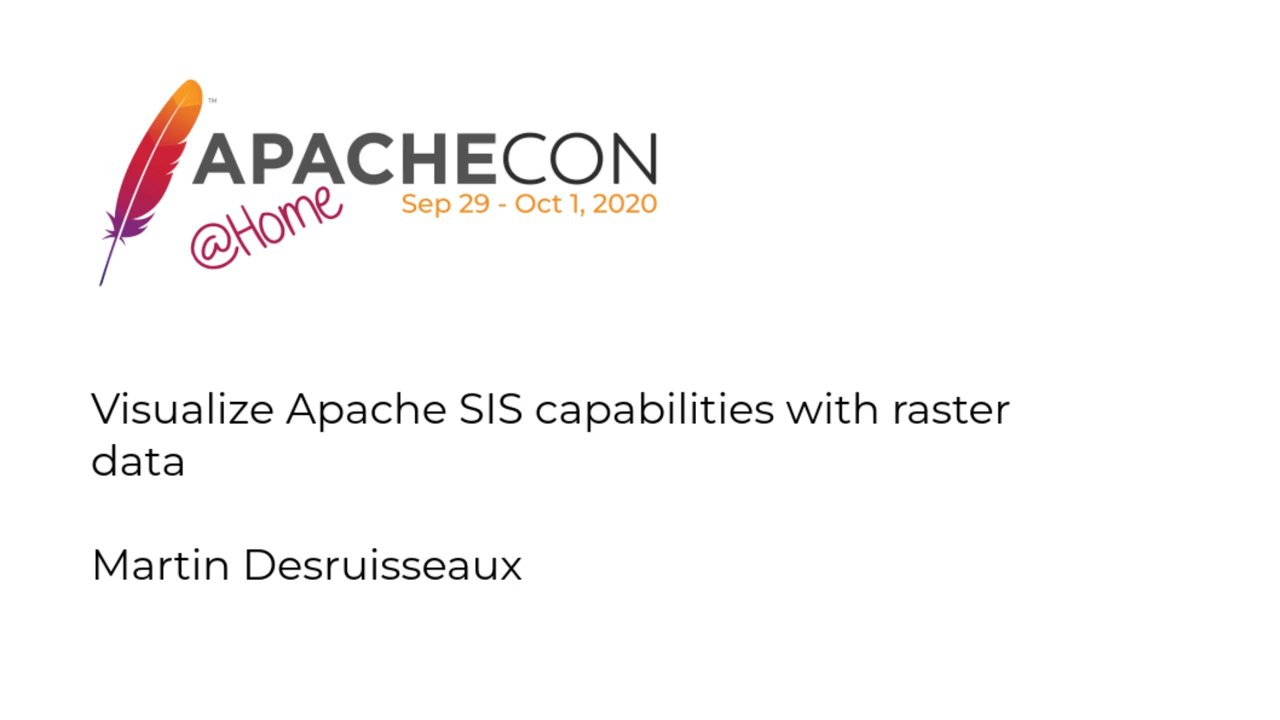 ™
APACHECON
@Home
Sep 29 - Oct 1, 2020
Visualize Apache SIS capabilities with raster
data
Martin Desruisseaux